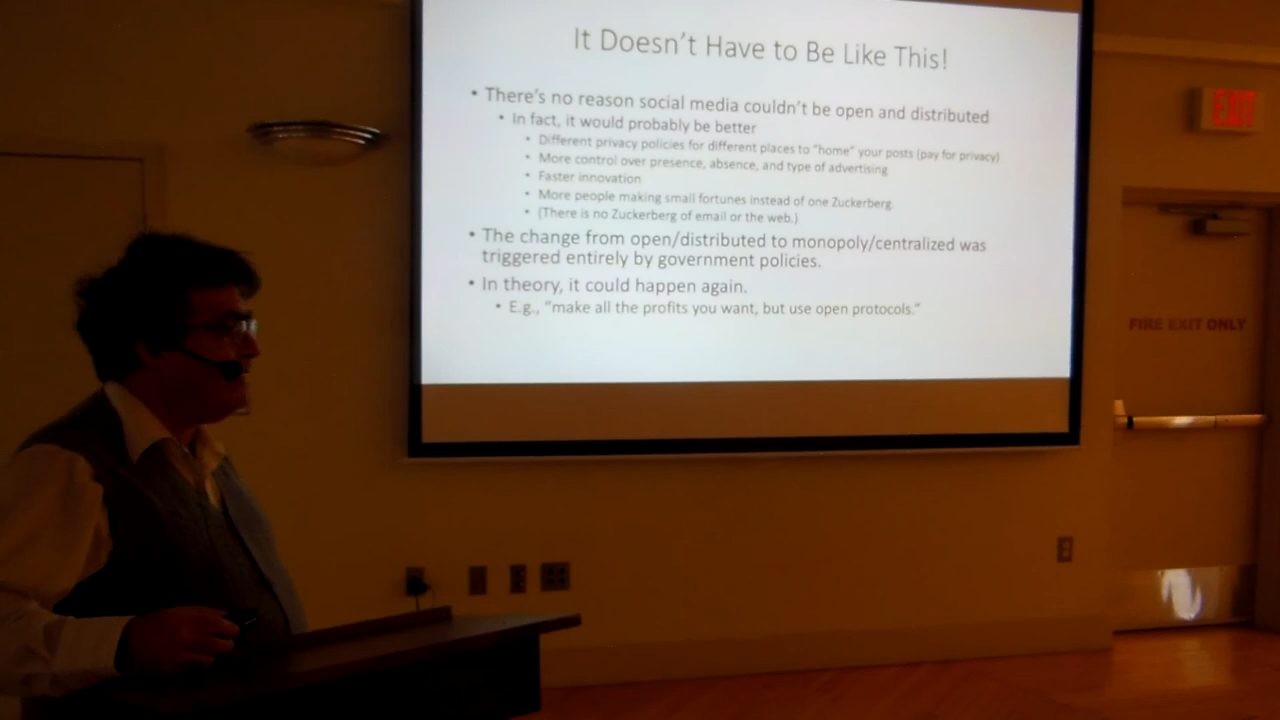 It Doesn't Have to Be Like This!
• There's no reason social media couldn't be open and distributed
• In fact, it would probably be better
• Different privacy policies for different places to "home" your posts (pay for privacy)
• More control over presence, absence, and type of advertising
• Faster innovation
• More people making small fortunes instead of one Zuckerberg.
• (There is no Zuckerberg of email or the web.)
• The change from open/distributed to monopoly/centralized was
triggered entirely by government policies.
• In theory, it could happen again.
• E.g., "make all the profits you want, but use open protocols."
EXIT
FIRE EXIT ONLY